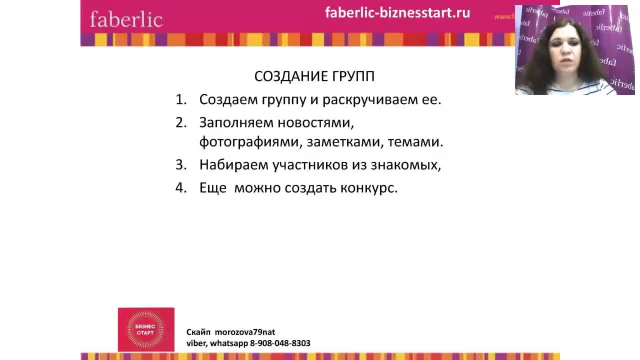 faberlic
faberlic-biznesstart.ru
СОЗДАНИЕ ГРУПП
1. Создаем группу и раскручиваем ее.
2. Заполняем новостями,
фотографиями, заметками, темами.
3. Набираем участников из знакомых,
4. Еще можно создать конкурс.
БИЗНЕС
СТАРТ
Скайп morozova79nat
viber, whatsapp 8-908-048-8303
faberlic